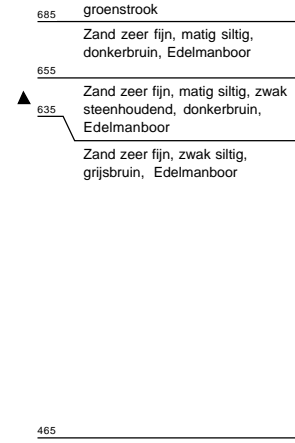 groenstrook
685
Zand zeer fijn, matig siltig,
donkerbruin, Edelmanboor
655
Zand zeer fijn, matig siltig, zwak
steenhoudend, donkerbruin,
635
Edelmanboor
Zand zeer fijn, zwak siltig,
grijsbruin, Edelmanboor
465